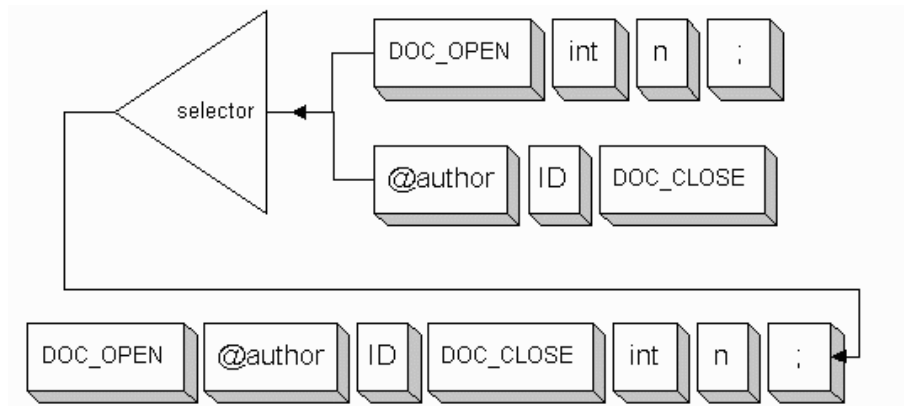 DOC_OPEN int n ;
selector
@author ID DOC_CLOSE
DOC_OPEN @author ID DOC_CLOSE int n ;